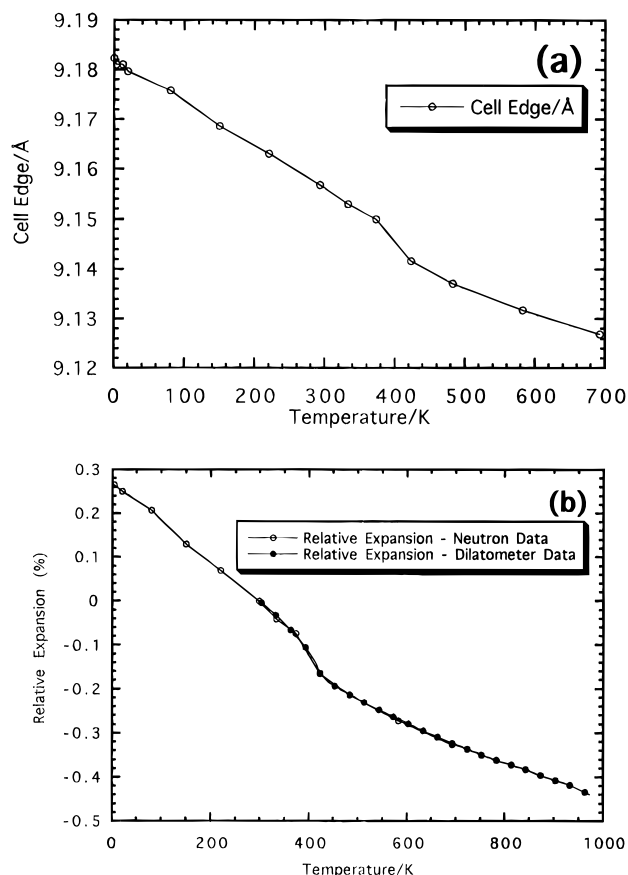 9.19
(a)
9.18
Cell Edge/Å
9.17
9.16
Cell Edge/Å
9.15
9.14
9.13
9.12
0 100 200 300 400 500 600 700
Temperature/K
0.3
(b)
0.2
Relative Expansion - Neutron Data
Relative Expansion - Dilatometer Data
0.1
0
Relative Expansion (%)
-0.1
-0.2
-0.3
-0.4
-0.5
0 200 400 600 800 1000
Temperature/K